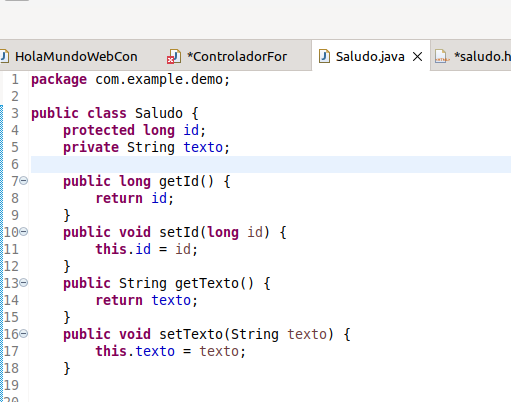 HolaMundoWebCon *ControladorFor Saludo.java *saludo.h
1 package com.example.demo;
2
3 public class Saludo {
4     protected long id;
5     private String texto;
6
7     public long getId() {
8         return id;
9     }
10     public void setId(long id) {
11         this.id = id;
12     }
13     public String getTexto() {
14         return texto;
15     }
16     public void setTexto(String texto) {
17         this.texto = texto;
18     }
19
20